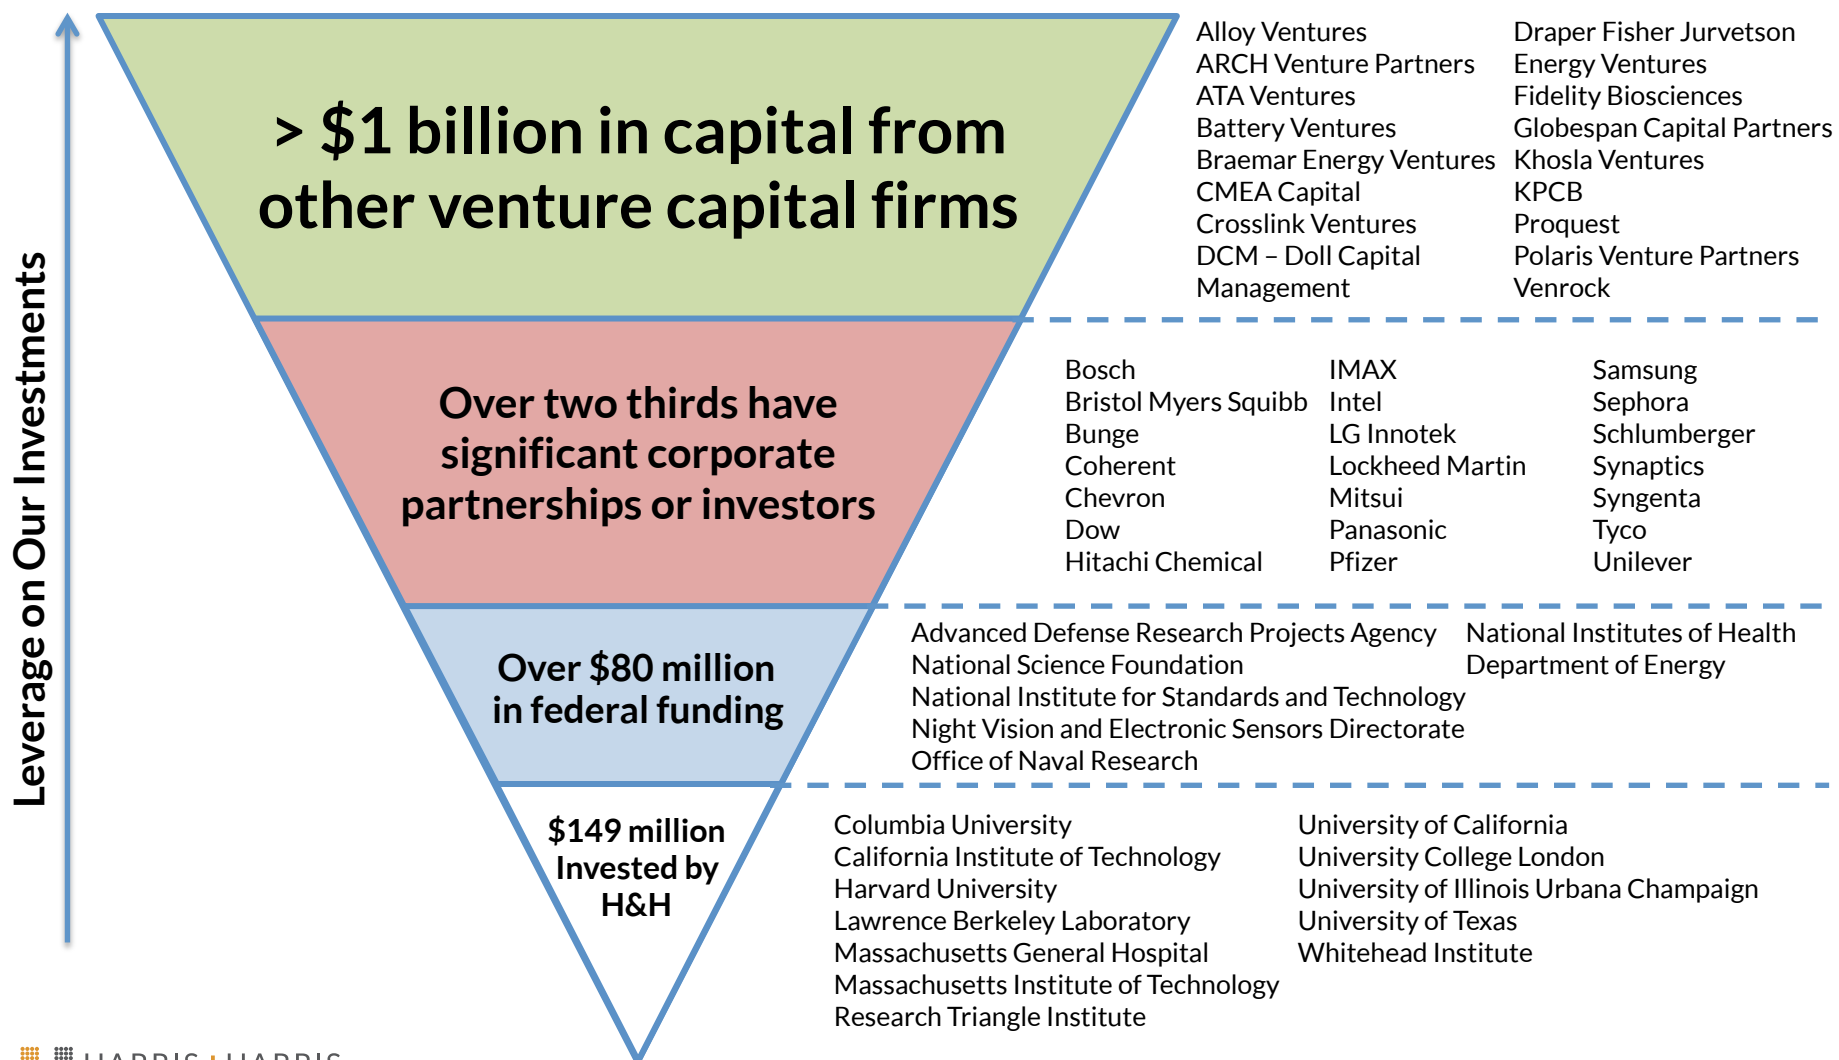 Leverage on Our Investments
> $1 billion in capital from
other venture capital firms
Alloy Ventures
ARCH Venture Partners
ATA Ventures
Battery Ventures
Braemar Energy Ventures
CMEA Capital
Crosslink Ventures
DCM – Doll Capital
Management
Draper Fisher Jurvetson
Energy Ventures
Fidelity Biosciences
Globespan Capital Partners
Khosla Ventures
KPCB
Proquest
Polaris Venture Partners
Venrock
Over two thirds have
significant corporate
partnerships or investors
Bosch
Bristol Myers Squibb
Bunge
Coherent
Chevron
Dow
Hitachi Chemical
IMAX
Intel
LG Innotek
Lockheed Martin
Mitsui
Panasonic
Pfizer
Samsung
Sephora
Schlumberger
Synaptics
Syngenta
Tyco
Unilever
Over $80 million
in federal funding
Advanced Defense Research Projects Agency
National Science Foundation
National Institute for Standards and Technology
Night Vision and Electronic Sensors Directorate
Office of Naval Research
National Institutes of Health
Department of Energy
$149 million
Invested by
H&H
Columbia University
California Institute of Technology
Harvard University
Lawrence Berkeley Laboratory
Massachusetts General Hospital
Massachusetts Institute of Technology
Research Triangle Institute
University of California
University College London
University of Illinois Urbana Champaign
University of Texas
Whitehead Institute
HARRIS HARRIS